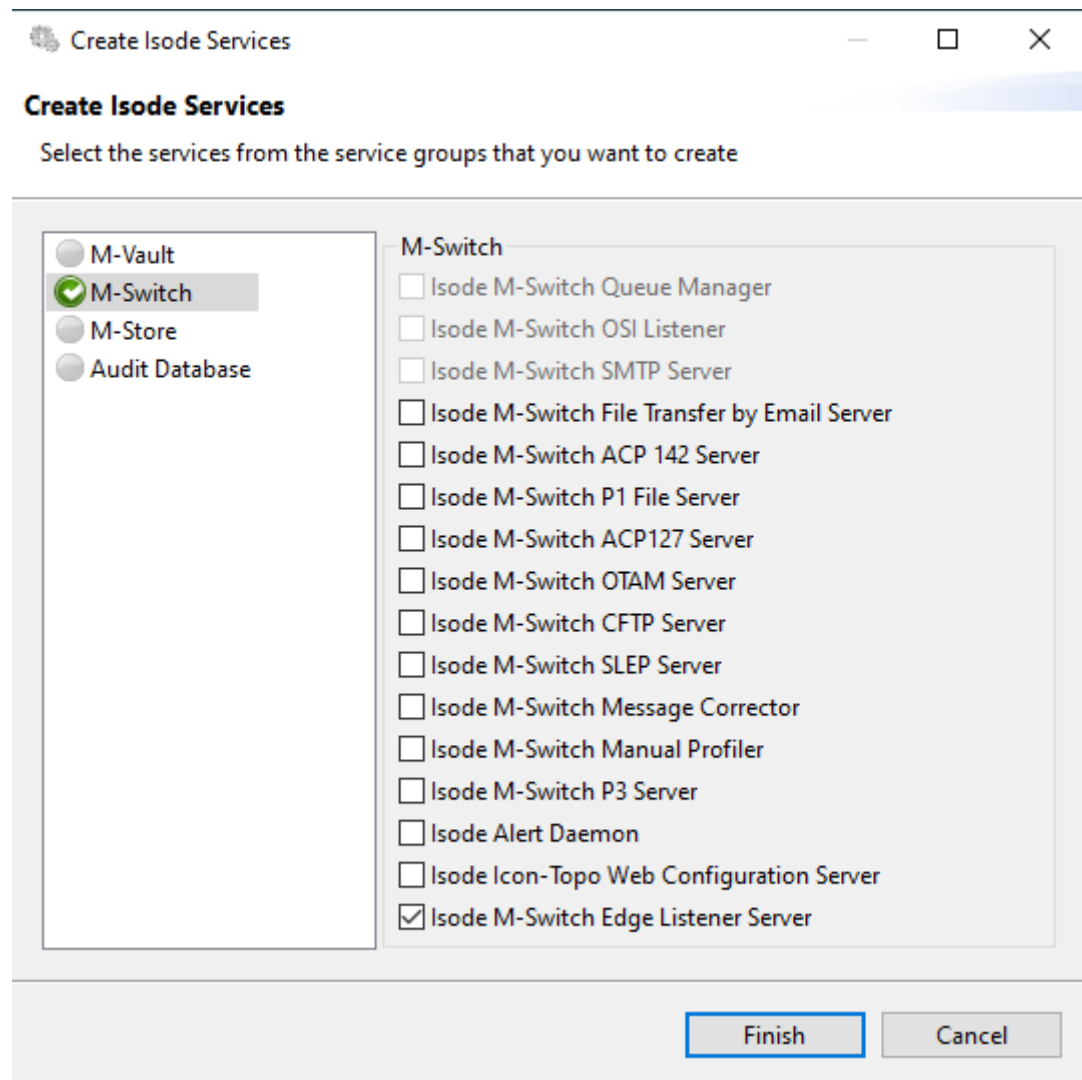 Create Isode Services
Create Isode Services
Select the services from the service groups that you want to create
M-Vault
M-Switch
M-Store
Audit Database
M-Switch
Isode M-Switch Queue Manager
Isode M-Switch OSI Listener
Isode M-Switch SMTP Server
Isode M-Switch File Transfer by Email Server
Isode M-Switch ACP 142 Server
Isode M-Switch P1 File Server
Isode M-Switch ACP127 Server
Isode M-Switch OTAM Server
Isode M-Switch CFTP Server
Isode M-Switch SLEP Server
Isode M-Switch Message Corrector
Isode M-Switch Manual Profiler
Isode M-Switch P3 Server
Isode Alert Daemon
Isode Icon-Topo Web Configuration Server
Isode M-Switch Edge Listener Server
Finish
Cancel